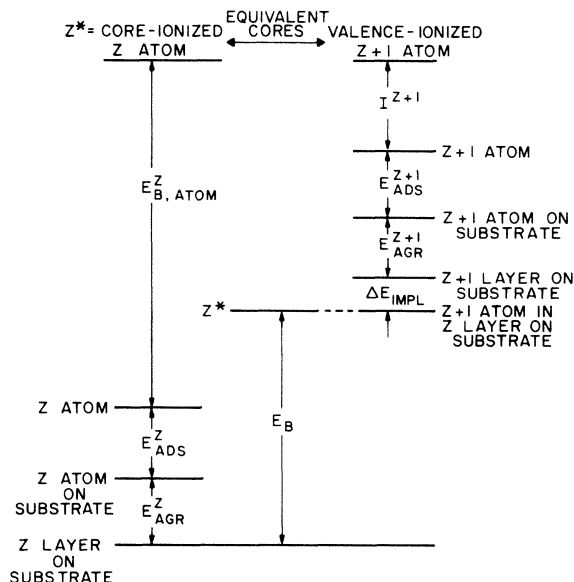 Z* = CORE-IONIZED
Z ATOM
EQUIVALENT
CORES
VALENCE-IONIZED
Z+1 ATOM
I^{Z+1}
Z+1 ATOM
E^{Z+1}_{ADS}
Z+1 ATOM ON
SUBSTRATE
E^{Z+1}_{AGR}
Z+1 LAYER ON
SUBSTRATE
ΔE_{IMPL}
Z+1 ATOM IN
Z LAYER ON
SUBSTRATE
E^{Z}_{B, ATOM}
Z*
E_{B}
Z ATOM
E^{Z}_{ADS}
Z ATOM
ON
SUBSTRATE
E^{Z}_{AGR}
Z LAYER
ON
SUBSTRATE